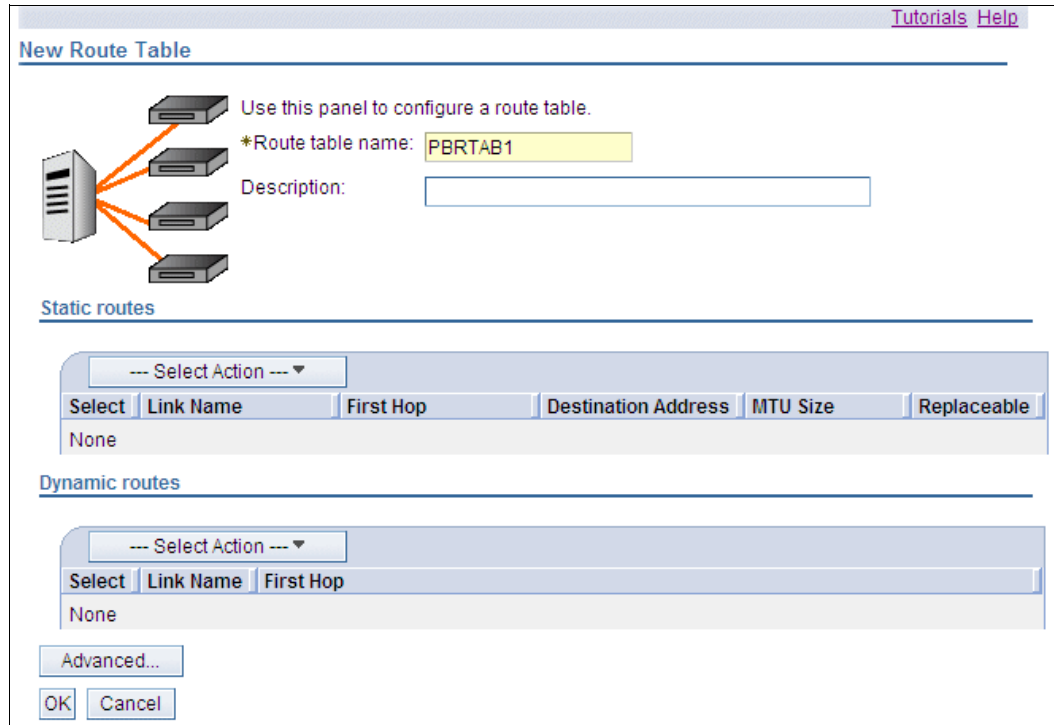 Tutorials Help
New Route Table
Use this panel to configure a route table.
*Route table name: PBRTAB1
Description:
Static routes
--- Select Action ---
Select Link Name First Hop Destination Address MTU Size Replaceable
None
Dynamic routes
--- Select Action ---
Select Link Name First Hop
None
Advanced...
OK Cancel